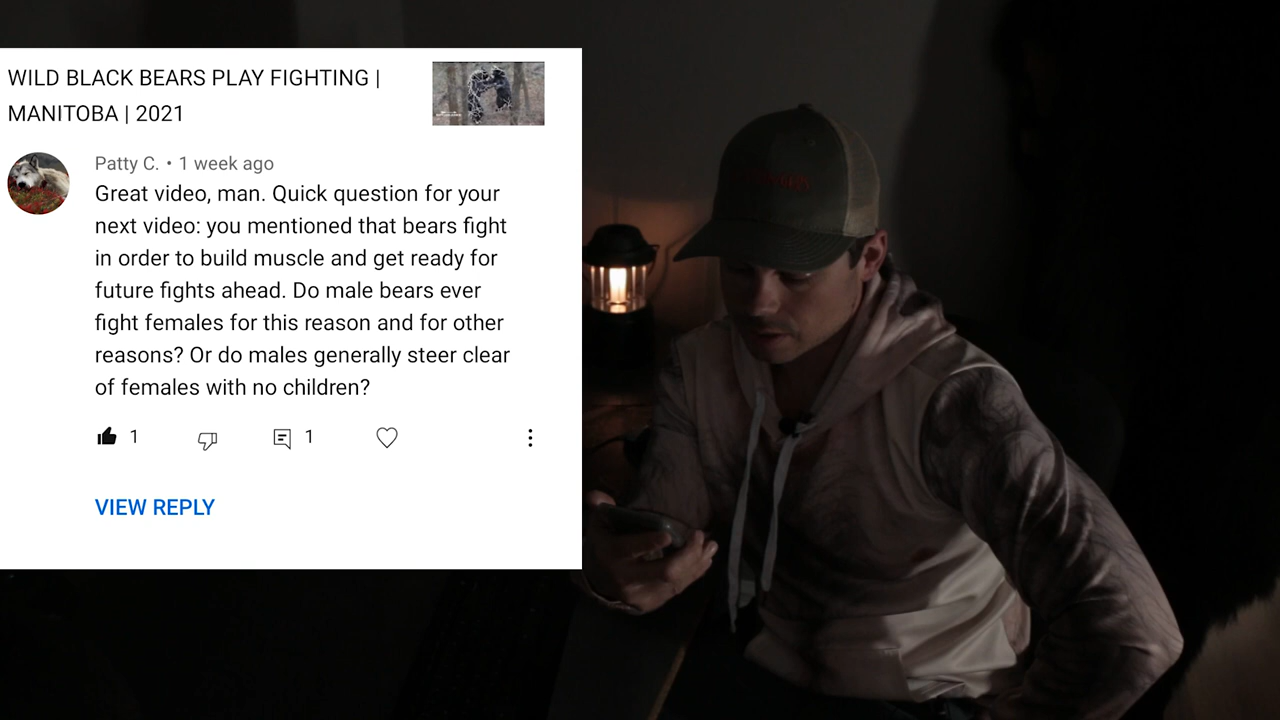 WILD BLACK BEARS PLAY FIGHTING |
MANITOBA | 2021
Patty C. • 1 week ago
Great video, man. Quick question for your
next video: you mentioned that bears fight
in order to build muscle and get ready for
future fights ahead. Do male bears ever
fight females for this reason and for other
reasons? Or do males generally steer clear
of females with no children?
1
1
VIEW REPLY